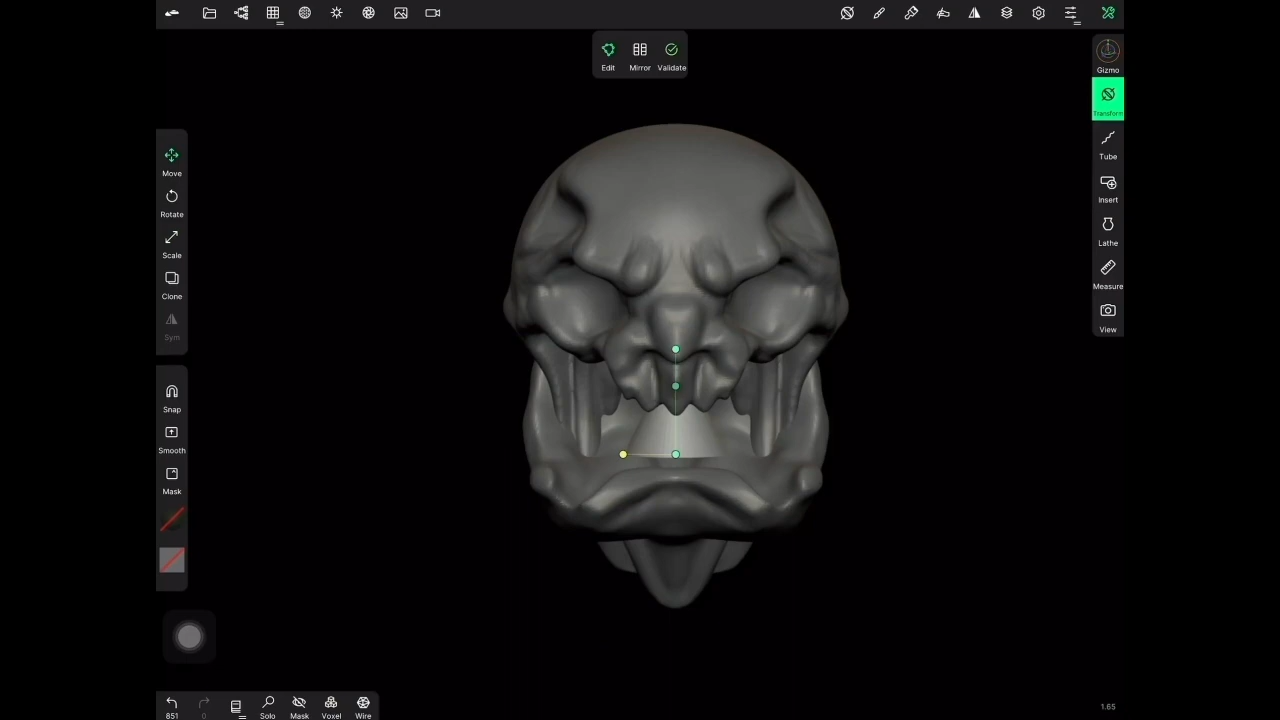 Edit
Mirror
Validate
Gizmo
Transform
Tube
Insert
Lathe
Measure
View
Move
Rotate
Scale
Clone
Sym
Snap
Smooth
Mask
851
0
Solo
Mask
Voxel
Wire
1.65